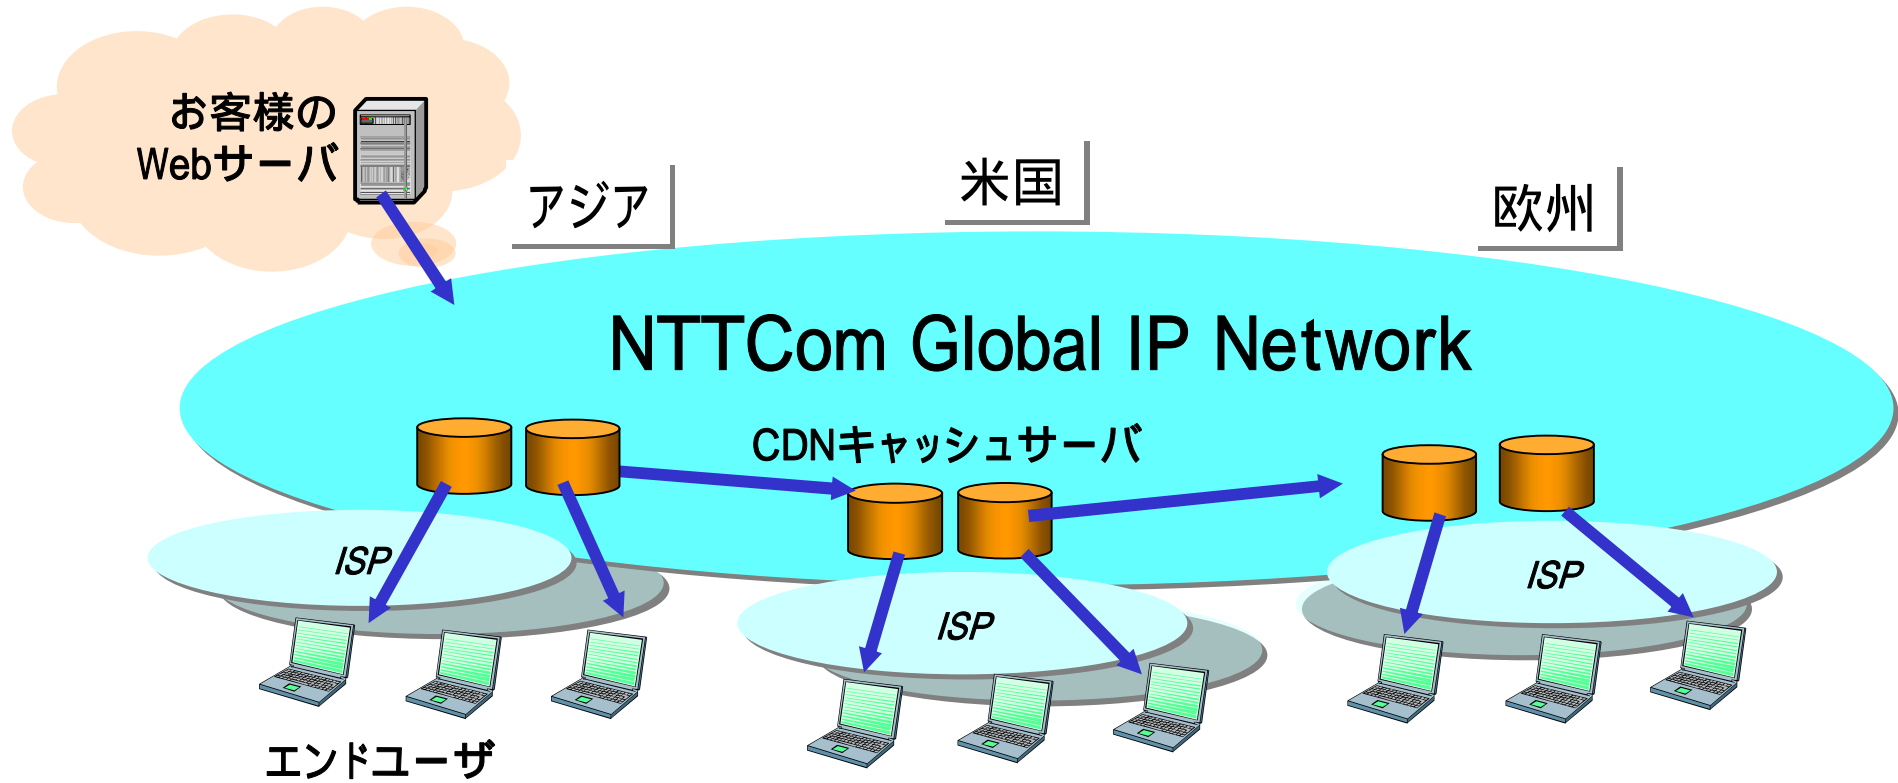 お客様の
Webサーバ
アジア
米国
欧州
NTTCom Global IP Network
CDNキャッシュサーバ
ISP
ISP
ISP
エンドユーザ